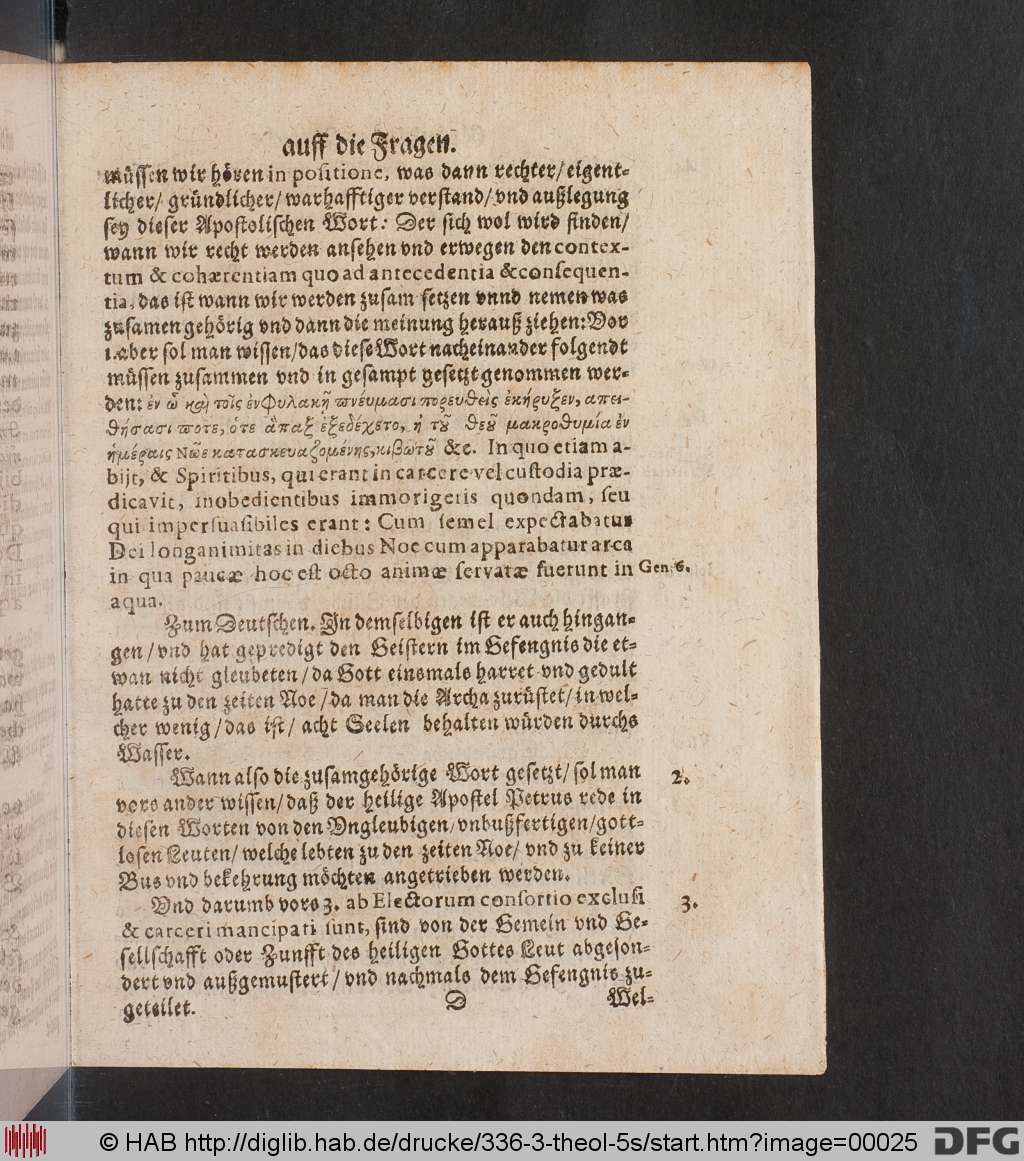 auff die Fragen.
müssen wir hören in positione, was dann rechter/ eigent-
licher/ gründlicher/ warhafftiger verstand/ vnd außlegung
sey dieser Apostolischen Wort: Der sich wol wird finden/
wann wir recht werden ansehen vnd erwegen den contex-
tum & cohærentiam quo ad antecedentia & consequen-
tia. das ist wann wir werden zusam setzen vnnd nemen was
zusamen gehörig vnd dann die meinung herauß ziehen: Vor
1. aber sol man wissen/ das diese Wort nacheinander folgendt
müssen zusammen vnd in gesampt gesetzt genommen wer-
den: ἐν ᾧ καὶ τοῖς ἐν Φυλακῇ πνεύμασι πορευθεὶς ἐκήρυξεν, απει-
θήσασι ποτε, ὁτε ἅπαξ ἐξεδέχετο, ἡ τοῦ θεοῦ μακροθυμία ἐν
ἡμέραις Νῶε κατασκευαζομένης, κιβωτοῦ &c. In quo etiam a-
bijt, & Spiritibus, qui erant in carcere vel custodia præ-
dicavit, inobedientibus immorigeris quondam, seu
qui impersuasibiles erant: Cum semel expectabatur
Dei longanimitas in diebus Noe cum apparabatur arca
in qua paucæ hoc est octo animæ servatæ fuerunt in Gen. 6.
aqua.
Zum Deutschen. In demselbigen ist er auch hingan-
gen/ vnd hat gepredigt den Geistern im Gefengnis die et-
wan nicht gleubeten/ da Gott einsmals harret vnd gedult
hatte zu den zeiten Noe/ da man die Archa zurüstet/ in wel-
cher wenig/ das ist/ acht Seelen behalten würden durchs
Wasser.
Wann also die zusamgehörige Wort gesetzt/ sol man 2.
vors ander wissen/ daß der heilige Apostel Petrus rede in
diesen Worten von den Vngleubigen/ vnbußfertigen/ gott-
losen Leuten/ welche lebten zu den zeiten Noe/ vnd zu keiner
Bus vnd bekehrung möchten angetrieben werden.
Vnd darumb vors 3. ab Electorum consortio exclusi 3.
& carceri mancipati sunt, sind von der Gemein vnd Ge-
sellschafft oder Zunfft des heiligen Gottes Leut abgeson-
dert vnd außgemustert/ vnd nachmals dem Gefengnis zu-
geteilet. D Wel-
© HAB http://diglib.hab.de/drucke/336-3-theol-5s/start.htm?image=00025 DFG